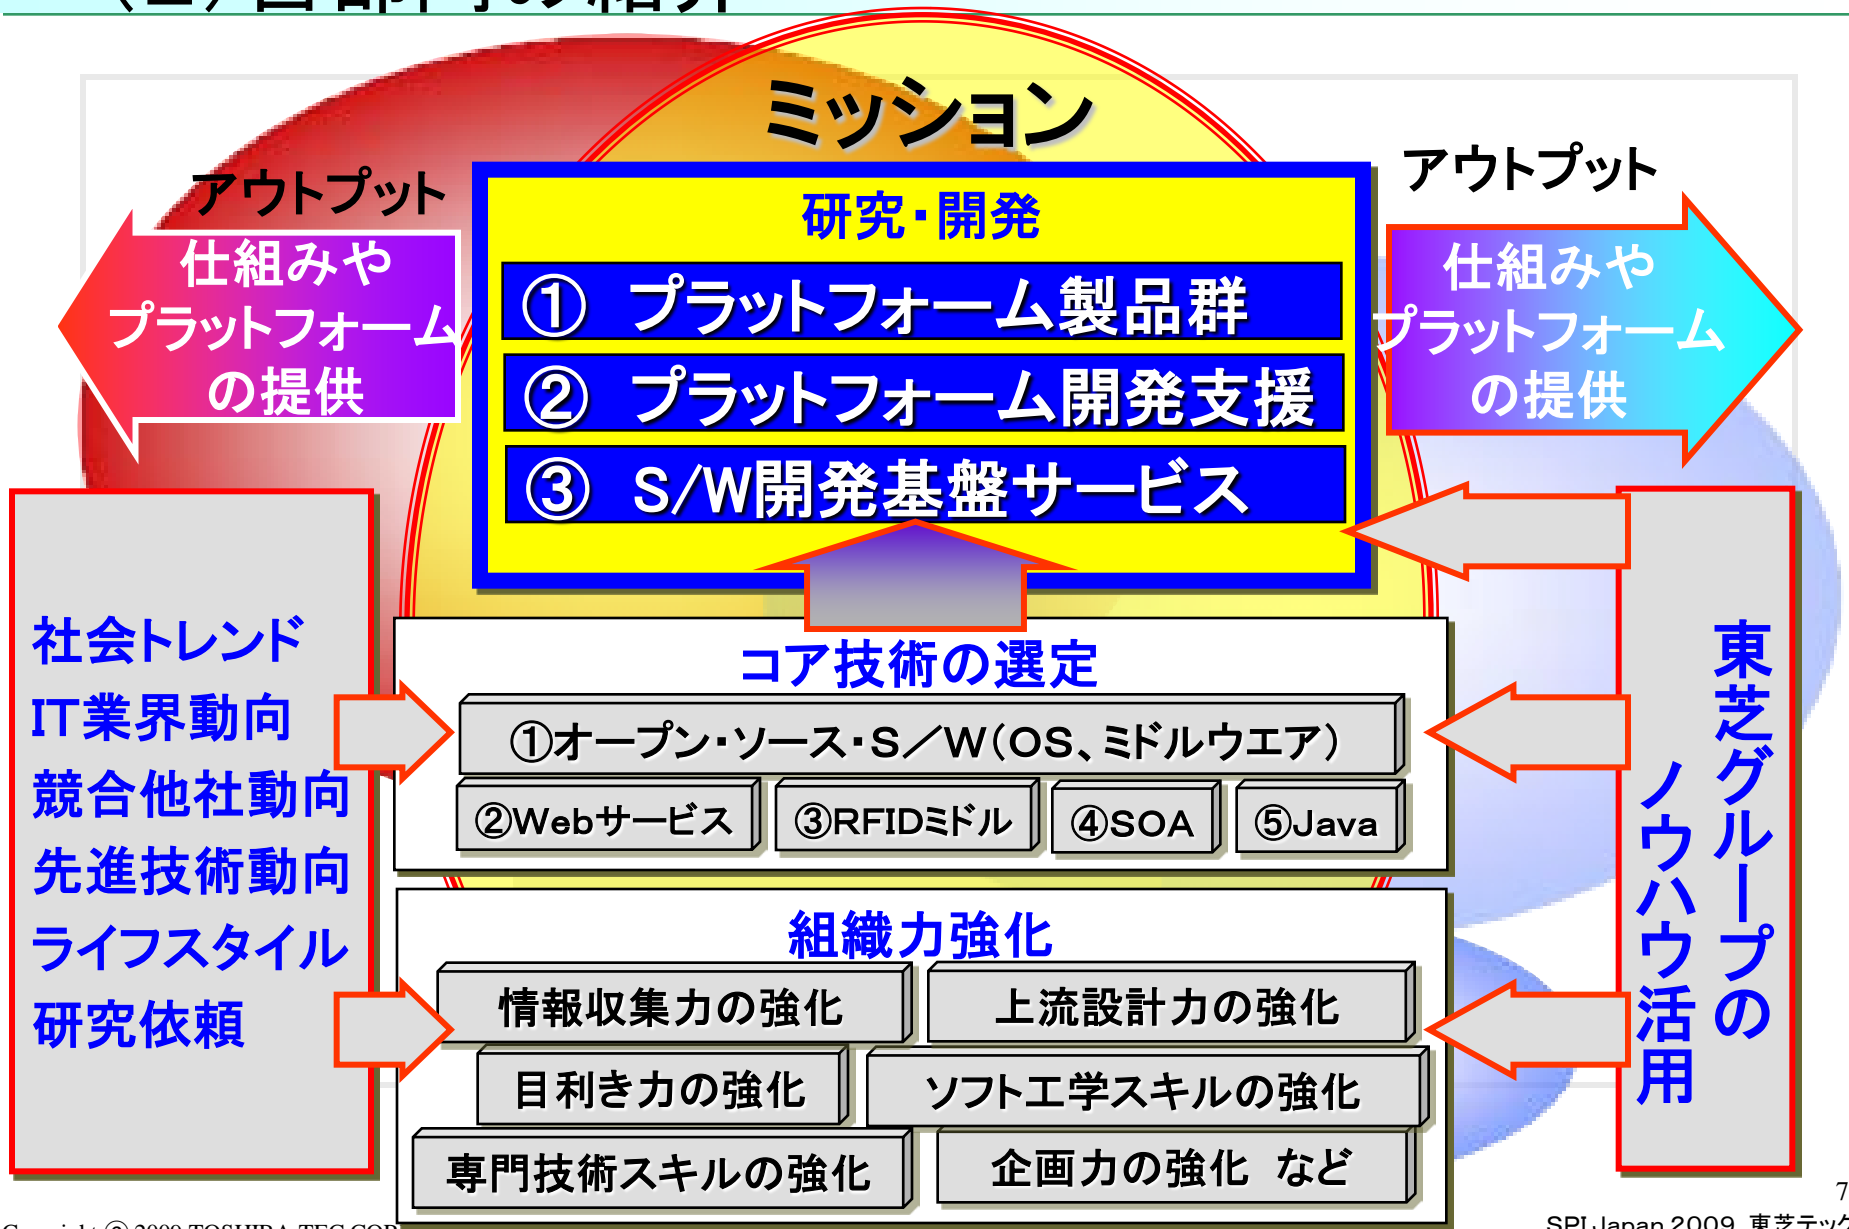 ミッション
アウトプット
仕組みや
プラットフォーム
の提供
研究・開発
① プラットフォーム製品群
② プラットフォーム開発支援
③ S/W開発基盤サービス
アウトプット
仕組みや
プラットフォーム
の提供
社会トレンド
IT業界動向
競合他社動向
先進技術動向
ライフスタイル
研究依頼
コア技術の選定
①オープン・ソース・S／W(OS、ミドルウエア)
②Webサービス
③RFIDミドル
④SOA
⑤Java
組織力強化
情報収集力の強化
上流設計力の強化
目利き力の強化
ソフト工学スキルの強化
専門技術スキルの強化
企画力の強化 など
東芝グループの
ノウハウ活用
7
SPI Japan 2009 東芝テック